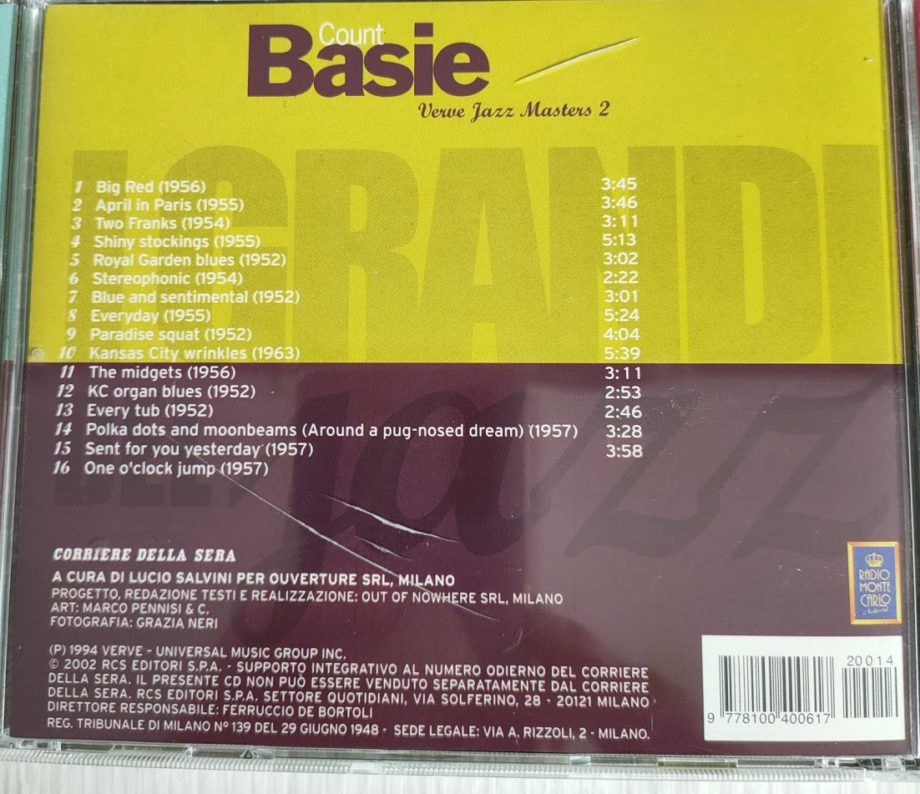 Count
Basie
Verve Jazz Masters 2
I GRANDI
1 Big Red (1956) 3:45
2 April in Paris (1955) 3:46
3 Two Franks (1954) 3:11
4 Shiny stockings (1955) 5:13
5 Royal Garden blues (1952) 3:02
6 Stereophonic (1954) 2:22
7 Blue and sentimental (1952) 3:01
8 Everyday (1955) 5:24
9 Paradise squat (1952) 4:04
10 Kansas City wrinkles (1963) 5:39
11 The midgets (1956) 3:11
12 KC organ blues (1952) 2:53
13 Every tub (1952) 2:46
14 Polka dots and moonbeams (Around a pug-nosed dream) (1957) 3:28
15 Sent for you yesterday (1957) 3:58
16 One o'clock jump (1957)
DEL
jazz
CORRIERE DELLA SERA
A CURA DI LUCIO SALVINI PER OUVERTURE SRL, MILANO
PROGETTO, REDAZIONE TESTI E REALIZZAZIONE: OUT OF NOWHERE SRL, MILANO
ART: MARCO PENNISI & C.
FOTOGRAFIA: GRAZIA NERI
RADIO
MONTE
CARLO
(P) 1994 VERVE - UNIVERSAL MUSIC GROUP INC.
© 2002 RCS EDITORI S.P.A. - SUPPORTO INTEGRATIVO AL NUMERO ODIERNO DEL CORRIERE
DELLA SERA. IL PRESENTE CD NON PUÒ ESSERE VENDUTO SEPARATAMENTE DAL CORRIERE
DELLA SERA. RCS EDITORI S.P.A. SETTORE QUOTIDIANI, VIA SOLFERINO, 28 - 20121 MILANO
DIRETTORE RESPONSABILE: FERRUCCIO DE BORTOLI
REG. TRIBUNALE DI MILANO N° 139 DEL 29 GIUGNO 1948 - SEDE LEGALE: VIA A. RIZZOLI, 2 - MILANO.
20014
9 778100 400617